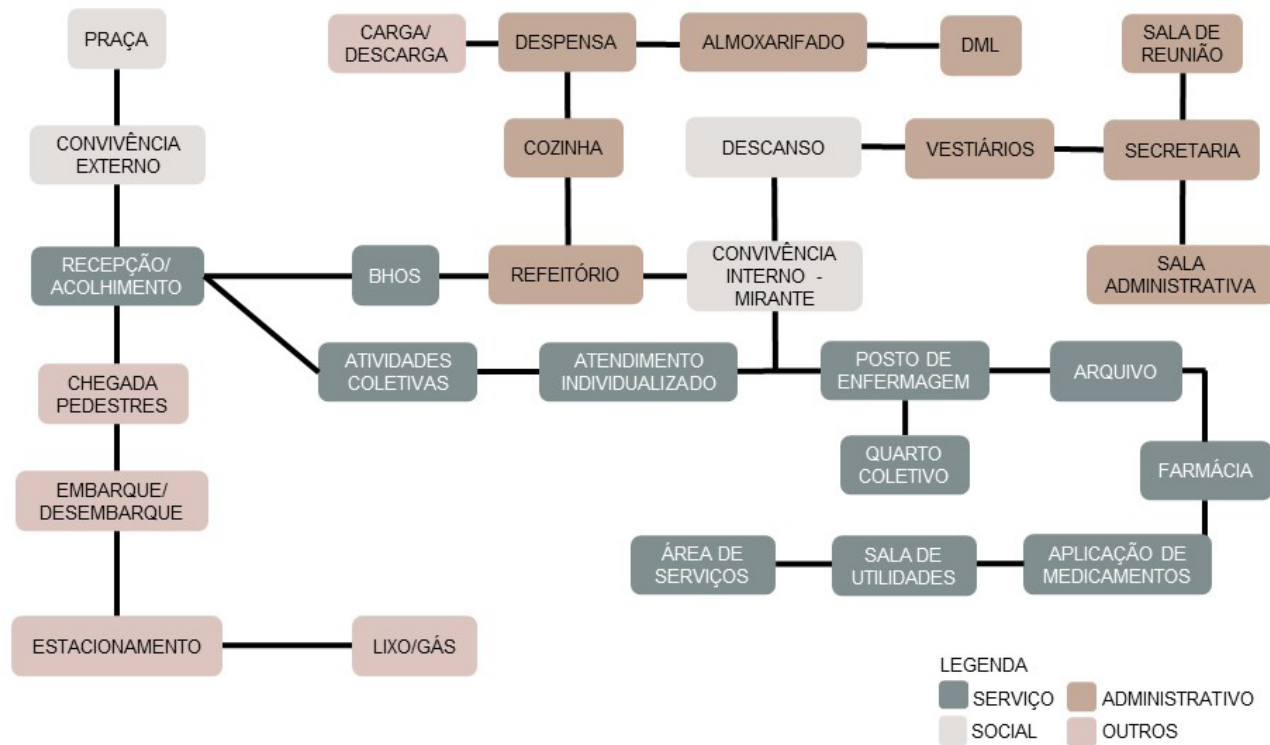 PRAÇA
CARGA/
DESCARGA
DESPENSA
ALMOXARIFADO
DML
SALA DE
REUNIÃO
CONVIVÊNCIA
EXTERNO
COZINHA
DESCANSO
VESTIÁRIOS
SECRETARIA
RECEPÇÃO/
ACOLHIMENTO
BHOS
REFEITÓRIO
CONVIVÊNCIA
INTERNO -
MIRANTE
SALA
ADMINISTRATIVA
CHEGADA
PEDESTRES
ATIVIDADES
COLETIVAS
ATENDIMENTO
INDIVIDUALIZADO
POSTO DE
ENFERMAGEM
ARQUIVO
QUARTO
COLETIVO
FARMÁCIA
EMBARQUE/
DESEMBARQUE
ÁREA DE
SERVIÇOS
SALA DE
UTILIDADES
APLICAÇÃO DE
MEDICAMENTOS
ESTACIONAMENTO
LIXO/GÁS
LEGENDA
SERVIÇO
ADMINISTRATIVO
SOCIAL
OUTROS